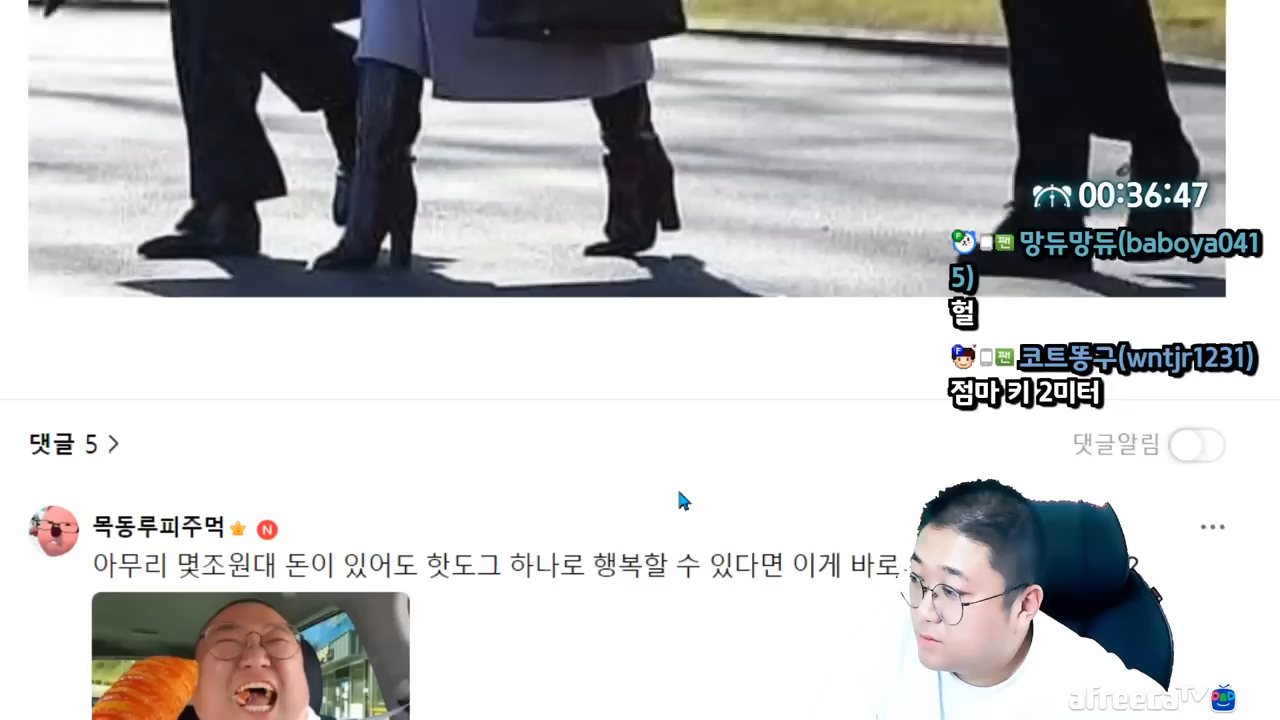 00:36:47
망듀망듀(baboya041
5)
헐
코트똥구(wntjr1231)
점마 키 2미터
댓글 5
댓글알림
목동루피주먹 N
아무리 몇조원대 돈이 있어도 핫도그 하나로 행복할 수 있다면 이게 바로
afreecaTV